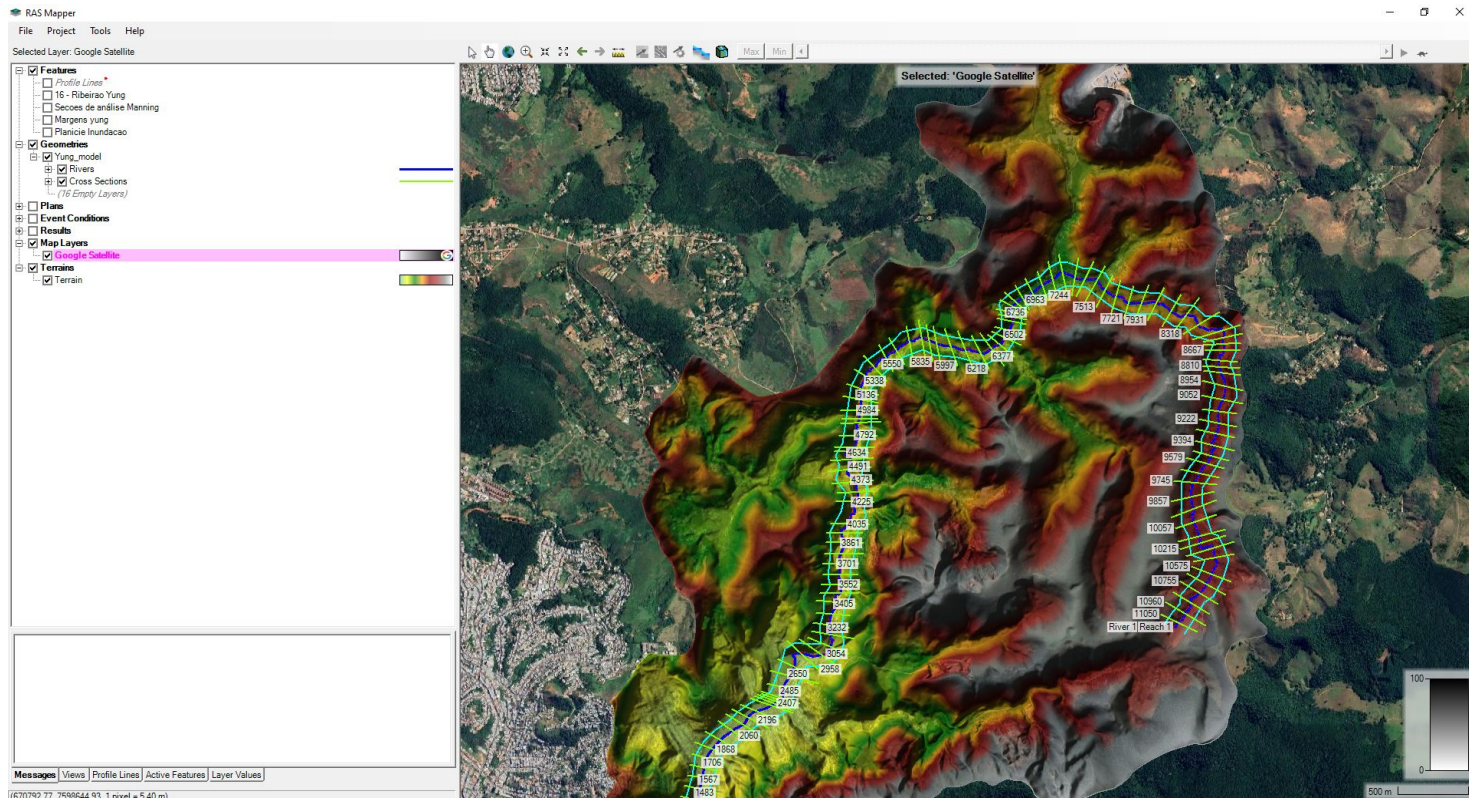 RAS Mapper
File Project Tools Help
Selected Layer: Google Satellite
Max Min
Features
Profile Lines *
16 - Ribeirao Yung
Secoes de análise Manning
Margens yung
Planicie Inundacao
Geometries
Yung_model
Rivers
Cross Sections
(16 Empty Layers)
Plans
Event Conditions
Results
Map Layers
Google Satellite
Terrains
Terrain
Selected: 'Google Satellite'
7244
6963
7513
6736
7721 7931
6502
8318
8667
6377
5550 5835 5997 6218
8810
5338
8954
5136
9052
4984
9222
4792
9394
4634
9579
4491
4373
9745
4225
9857
4035
10057
3861
10215
3701
10575
3552
10755
3405
10960
11050
3232
River 1 Reach 1
3054
2958
2650
2485
2407
2196
2060
1868
1706
1567
1483
100
0
500 m
Messages Views Profile Lines Active Features Layer Values
(670792.77, 7598644.93 1 pixel = 5.40 m)